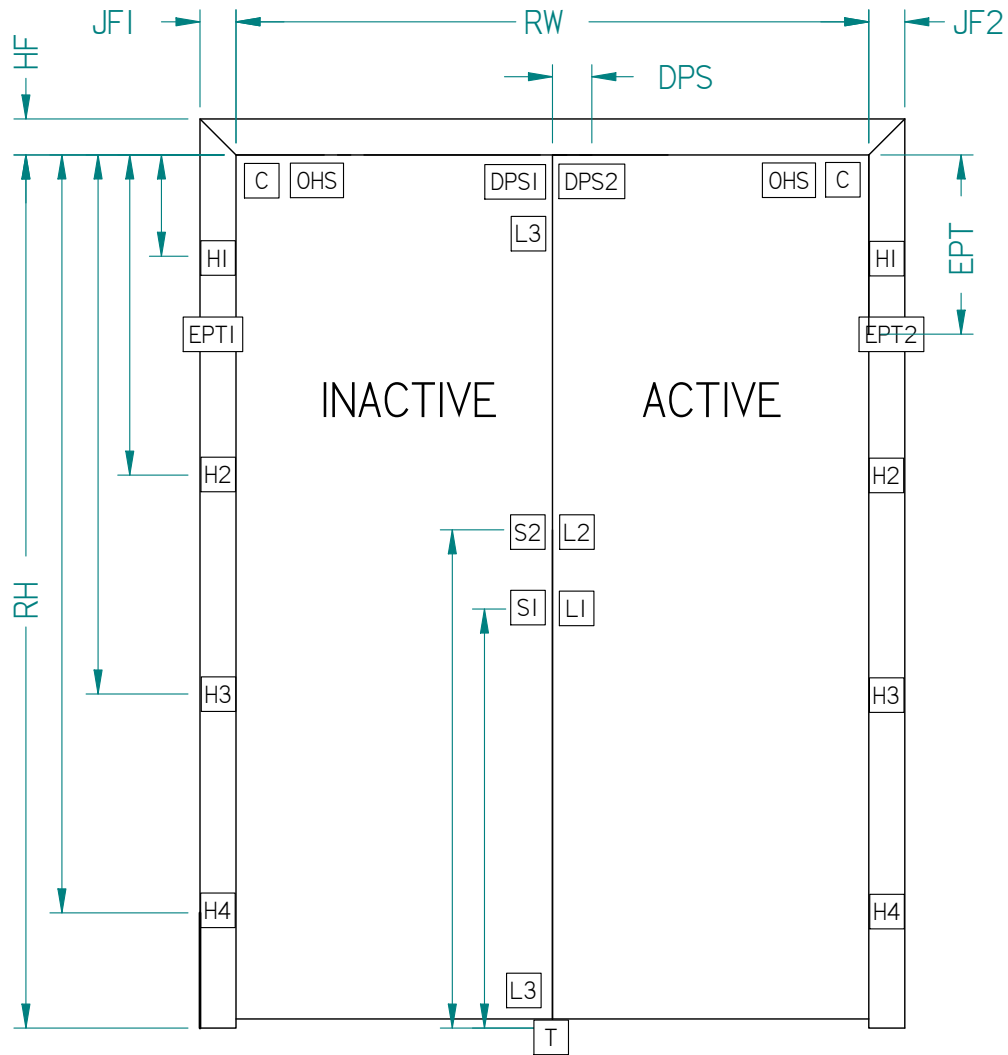 JF1 RW JF2
HF
DPS
C OHS DPS1 DPS2 OHS C
L3
H1 H1
EPT
EPT1 EPT2
INACTIVE ACTIVE
H2 H2
S2 L2
RH
S1 L1
H3 H3
H4 H4
L3
T